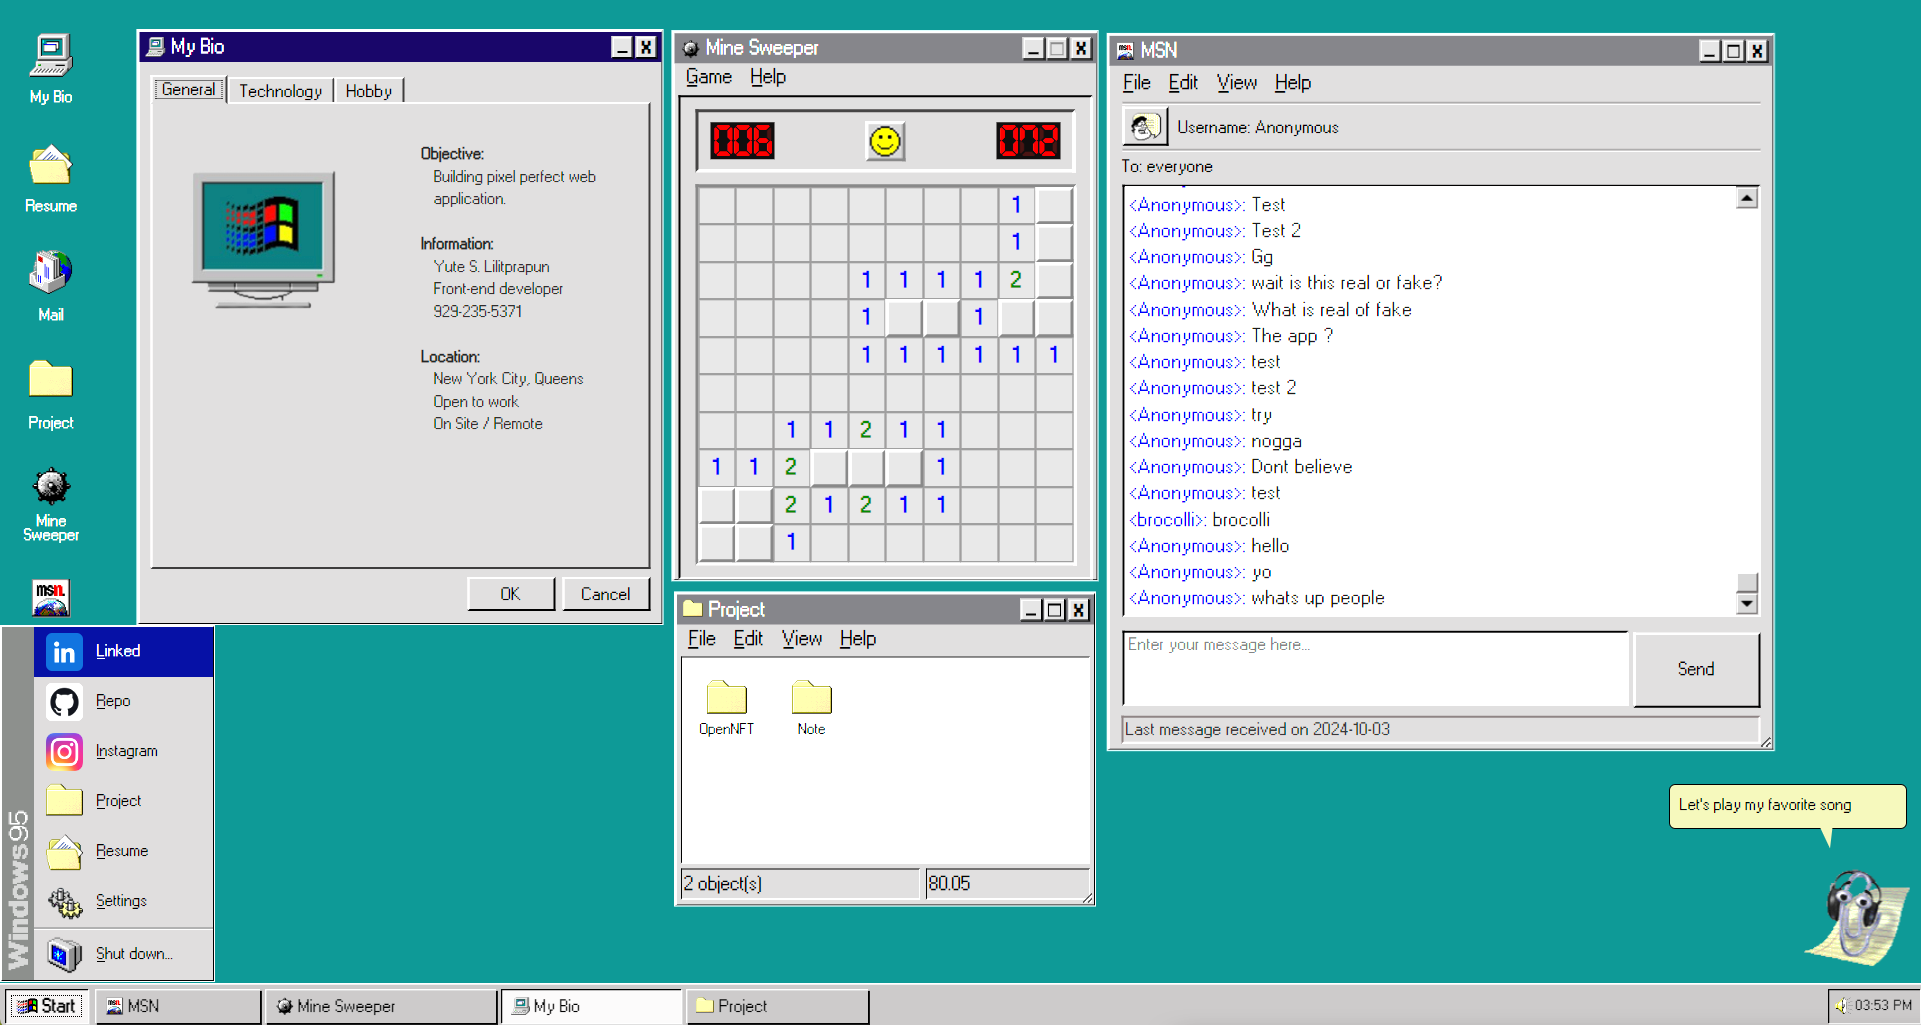 My Bio
Resume
Mail
Project
Mine
Sweeper
msn.
My Bio
General
Technology
Hobby
Objective:
Building pixel perfect web
application.
Information:
Yute S. Lilitprapun
Front-end developer
929-235-5371
Location:
New York City, Queens
Open to work
On Site / Remote
OK
Cancel
Mine Sweeper
Game Help
006
012
1
1
1 1 1 1 2
1 1
1 1 1 1 1 1
1 1 2 1 1
1 1 2 1
2 1 2 1 1
1
Project
File Edit View Help
OpenNFT
Note
2 object(s)
80.05
MSN
File Edit View Help
Username: Anonymous
To: everyone
<Anonymous>: Test
<Anonymous>: Test 2
<Anonymous>: Gg
<Anonymous>: wait is this real or fake?
<Anonymous>: What is real of fake
<Anonymous>: The app ?
<Anonymous>: test
<Anonymous>: test 2
<Anonymous>: try
<Anonymous>: nogga
<Anonymous>: Dont believe
<Anonymous>: test
<brocolli>: brocolli
<Anonymous>: hello
<Anonymous>: yo
<Anonymous>: whats up people
Enter your message here...
Send
Last message received on 2024-10-03
Let's play my favorite song
Windows95
in
Linked
Repo
Instagram
Project
Resume
Settings
Shut down...
Start
MSN
Mine Sweeper
My Bio
Project
03:53 PM